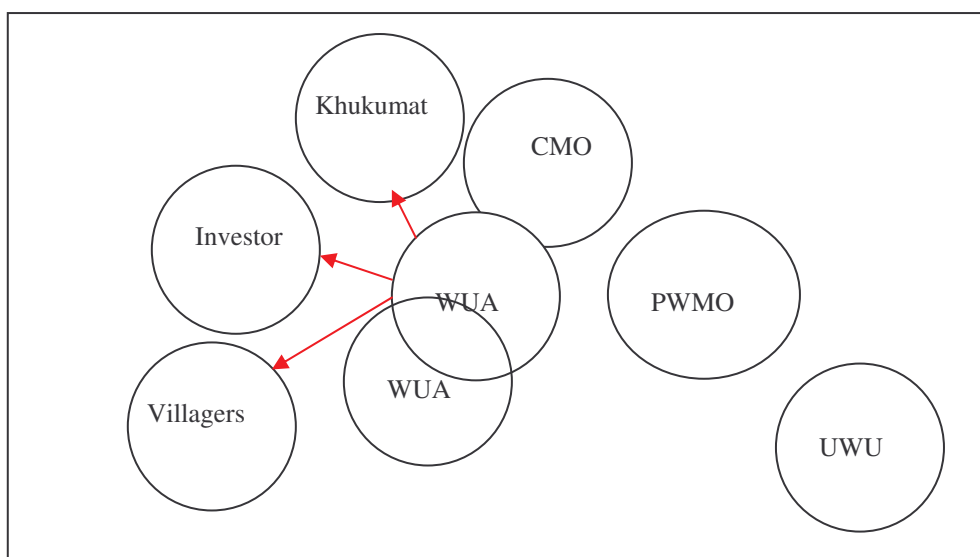 Khukumat
CMO
Investor
WUA
PWMO
WUA
Villagers
UWU